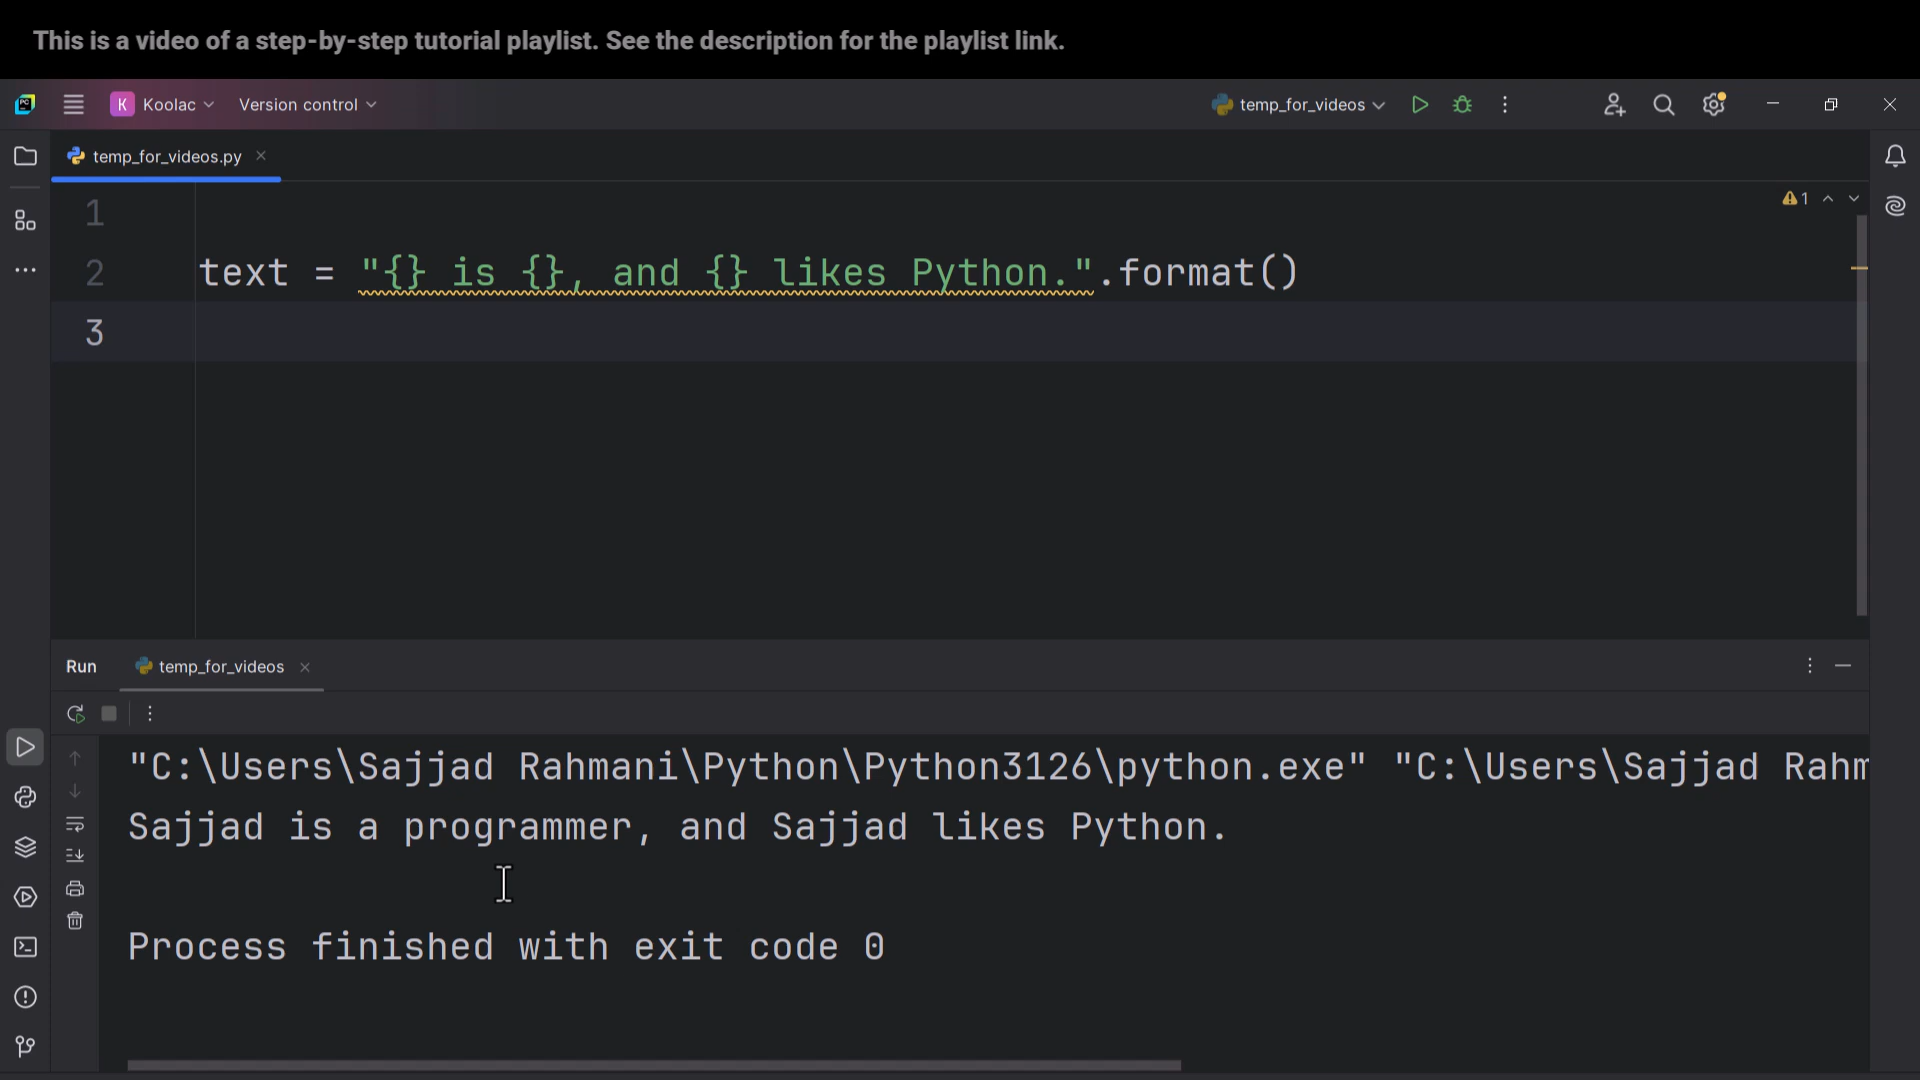 This is a video of a step-by-step tutorial playlist. See the description for the playlist link.
K Koolac Version control temp_for_videos
temp_for_videos.py
1
1
2 text = "{} is {}, and {} likes Python.".format()
3
Run temp_for_videos
"C:\Users\Sajjad Rahmani\Python\Python3126\python.exe" "C:\Users\Sajjad Rahm
Sajjad is a programmer, and Sajjad likes Python.
Process finished with exit code 0